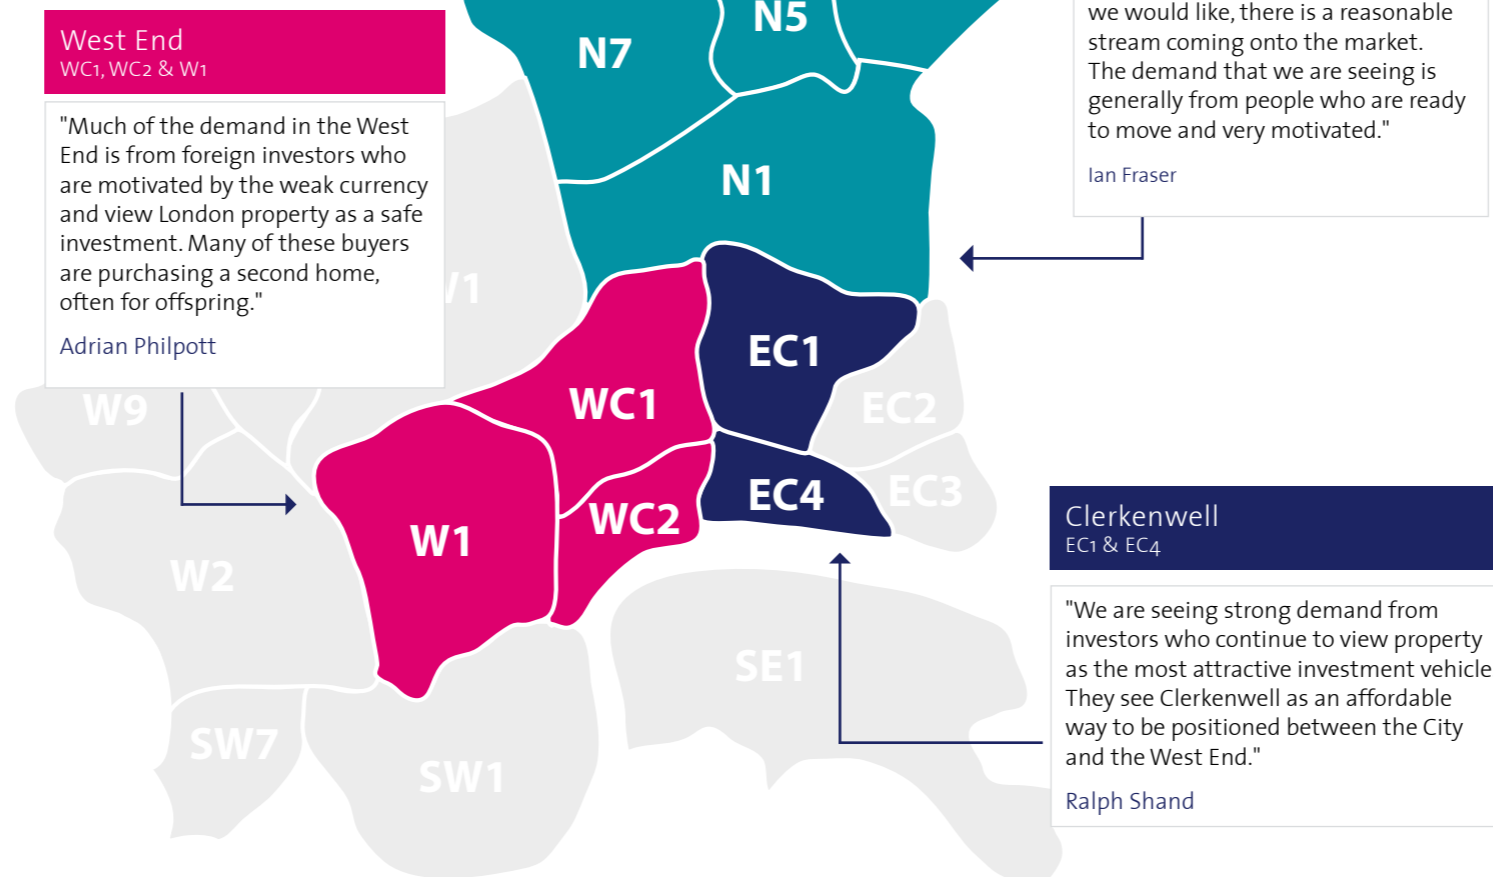 West End
WC1, WC2 & W1
"Much of the demand in the West
End is from foreign investors who
are motivated by the weak currency
and view London property as a safe
investment. Many of these buyers
are purchasing a second home,
often for offspring."
Adrian Philpott
we would like, there is a reasonable
stream coming onto the market.
The demand that we are seeing is
generally from people who are ready
to move and very motivated."
Ian Fraser
N5
N7
N1
EC1
WC1
W9
EC2
EC4
EC3
WC2
W1
W2
SE1
SW7
SW1
Clerkenwell
EC1 & EC4
"We are seeing strong demand from
investors who continue to view property
as the most attractive investment vehicle
They see Clerkenwell as an affordable
way to be positioned between the City
and the West End."
Ralph Shand